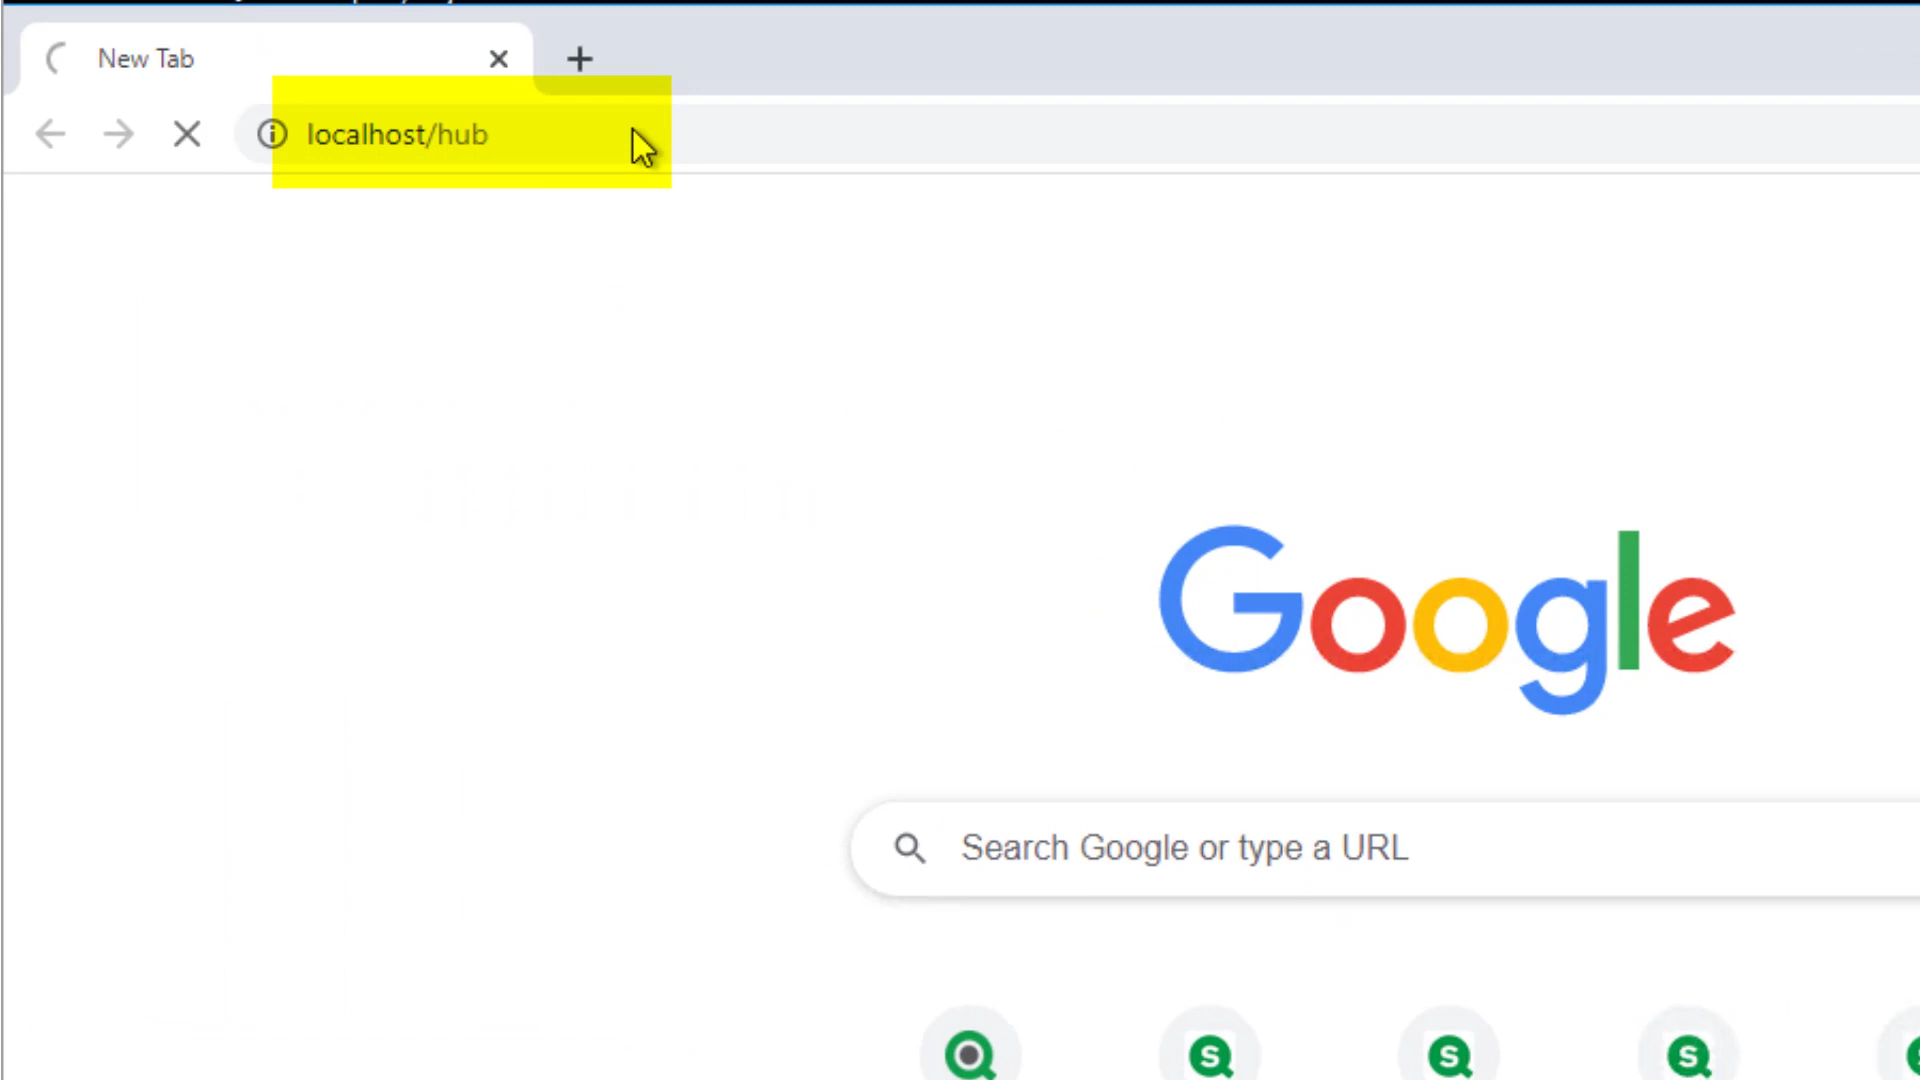 New Tab
localhost/hub
Google
Search Google or type a URL
S
S
S